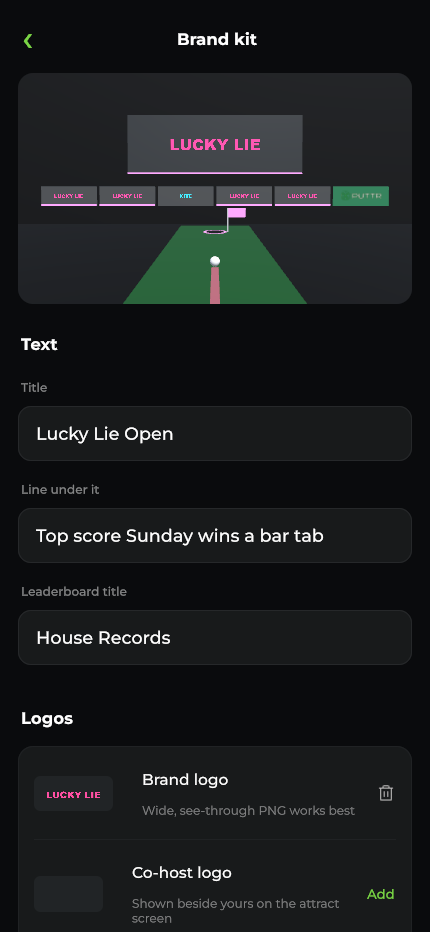 Brand kit
LUCKY LIE
LUCKY LIE LUCKY LIE KITE LUCKY LIE LUCKY LIE PUTTR
Text
Title
Lucky Lie Open
Line under it
Top score Sunday wins a bar tab
Leaderboard title
House Records
Logos
LUCKY LIE
Brand logo
Wide, see-through PNG works best
Co-host logo
Shown beside yours on the attract
screen
Add